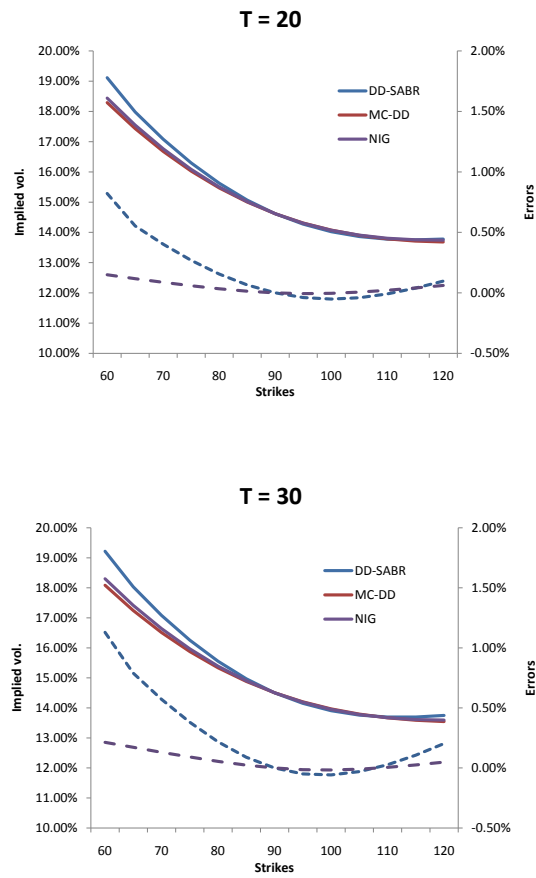 T = 20
20.00% 2.00%
19.00%
18.00% 1.50%
17.00%
16.00% 1.00%
15.00%
14.00% 0.50%
13.00%
12.00% 0.00%
11.00%
10.00% -0.50%
Implied vol.
Errors
DD-SABR
MC-DD
NIG
60 70 80 90 100 110 120
Strikes
T = 30
20.00% 2.00%
19.00%
18.00% 1.50%
17.00%
16.00% 1.00%
15.00%
14.00% 0.50%
13.00%
12.00% 0.00%
11.00%
10.00% -0.50%
Implied vol.
Errors
DD-SABR
MC-DD
NIG
60 70 80 90 100 110 120
Strikes